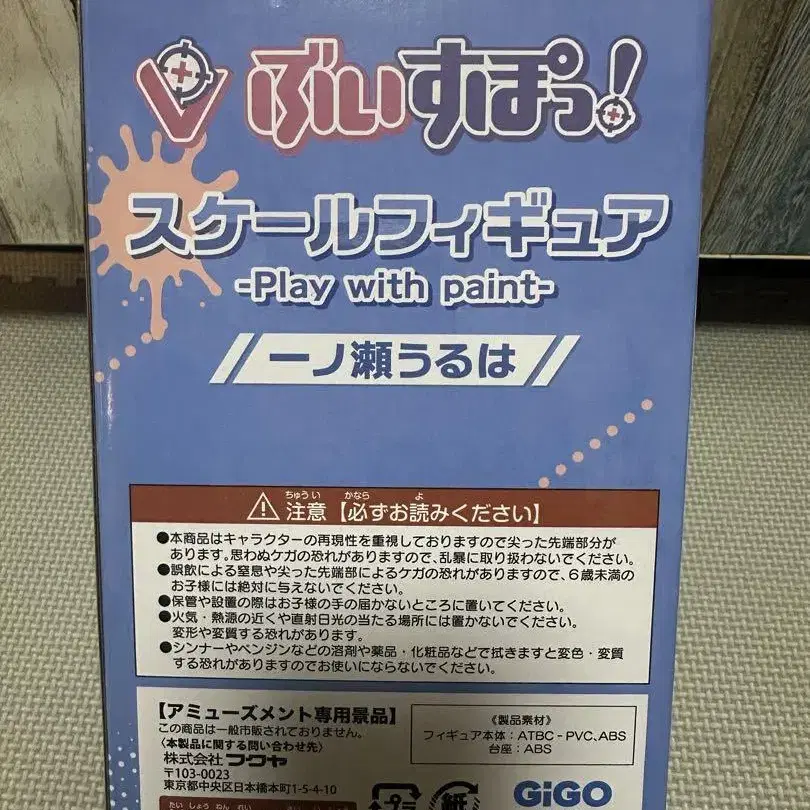 ぶいすぽっ!
スケールフィギュア
-Play with paint-
一ノ瀬うるは
ちゅうい かなら よ
注意【必ずお読みください】
●本商品はキャラクターの再現性を重視しておりますので尖った先端部分が
あります。思わぬケガの恐れがありますので、乱暴に取り扱わないでください。
●誤飲による窒息や尖った先端部によるケガの恐れがありますので、6歳未満の
お子様には絶対に与えないでください。
●保管や設置の際はお子様の手の届かないところに置いてください。
●火気・熱源の近くや直射日光の当たる場所には置かないでください。
変形や変質する恐れがあります。
●シンナーやベンジンなどの溶剤や薬品・化粧品などで拭きますと変色・変質
する恐れがありますのでお使いにならないでください。
【アミューズメント専用景品】
この商品は一般市販されておりません。
〈本製品に関する問い合わせ先〉
株式会社 フクヤ
〒103-0023
東京都中央区日本橋本町1-5-4-10
《製品素材》
フィギュア本体:ATBC-PVC、ABS
台座:ABS
たいしょうねんれい
プラ
紙
GiGO